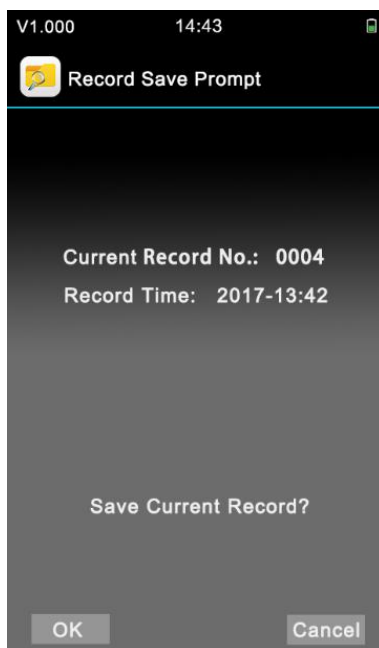 V1.000 14:43
Record Save Prompt
Current Record No.: 0004
Record Time: 2017-13:42
Save Current Record?
OK Cancel